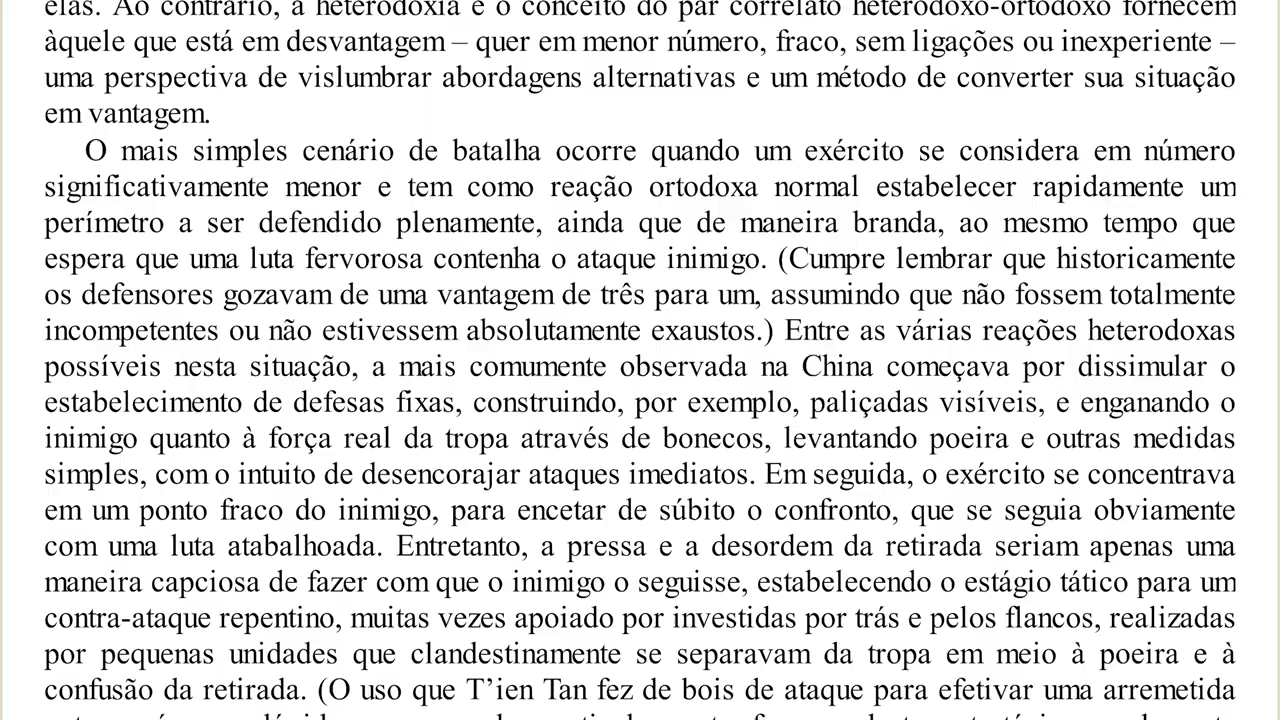 elas. Ao contrário, a heterodoxia e o conceito do par correlato heterodoxo-ortodoxo fornecem
àquele que está em desvantagem – quer em menor número, fraco, sem ligações ou inexperiente –
uma perspectiva de vislumbrar abordagens alternativas e um método de converter sua situação
em vantagem.
O mais simples cenário de batalha ocorre quando um exército se considera em número
significativamente menor e tem como reação ortodoxa normal estabelecer rapidamente um
perímetro a ser defendido plenamente, ainda que de maneira branda, ao mesmo tempo que
espera que uma luta fervorosa contenha o ataque inimigo. (Cumpre lembrar que historicamente
os defensores gozavam de uma vantagem de três para um, assumindo que não fossem totalmente
incompetentes ou não estivessem absolutamente exaustos.) Entre as várias reações heterodoxas
possíveis nesta situação, a mais comumente observada na China começava por dissimular o
estabelecimento de defesas fixas, construindo, por exemplo, paliçadas visíveis, e enganando o
inimigo quanto à força real da tropa através de bonecos, levantando poeira e outras medidas
simples, com o intuito de desencorajar ataques imediatos. Em seguida, o exército se concentrava
em um ponto fraco do inimigo, para encetar de súbito o confronto, que se seguia obviamente
com uma luta atabalhoada. Entretanto, a pressa e a desordem da retirada seriam apenas uma
maneira capciosa de fazer com que o inimigo o seguisse, estabelecendo o estágio tático para um
contra-ataque repentino, muitas vezes apoiado por investidas por trás e pelos flancos, realizadas
por pequenas unidades que clandestinamente se separavam da tropa em meio à poeira e à
confusão da retirada. (O uso que T’ien Tan fez de bois de ataque para efetivar uma arremetida